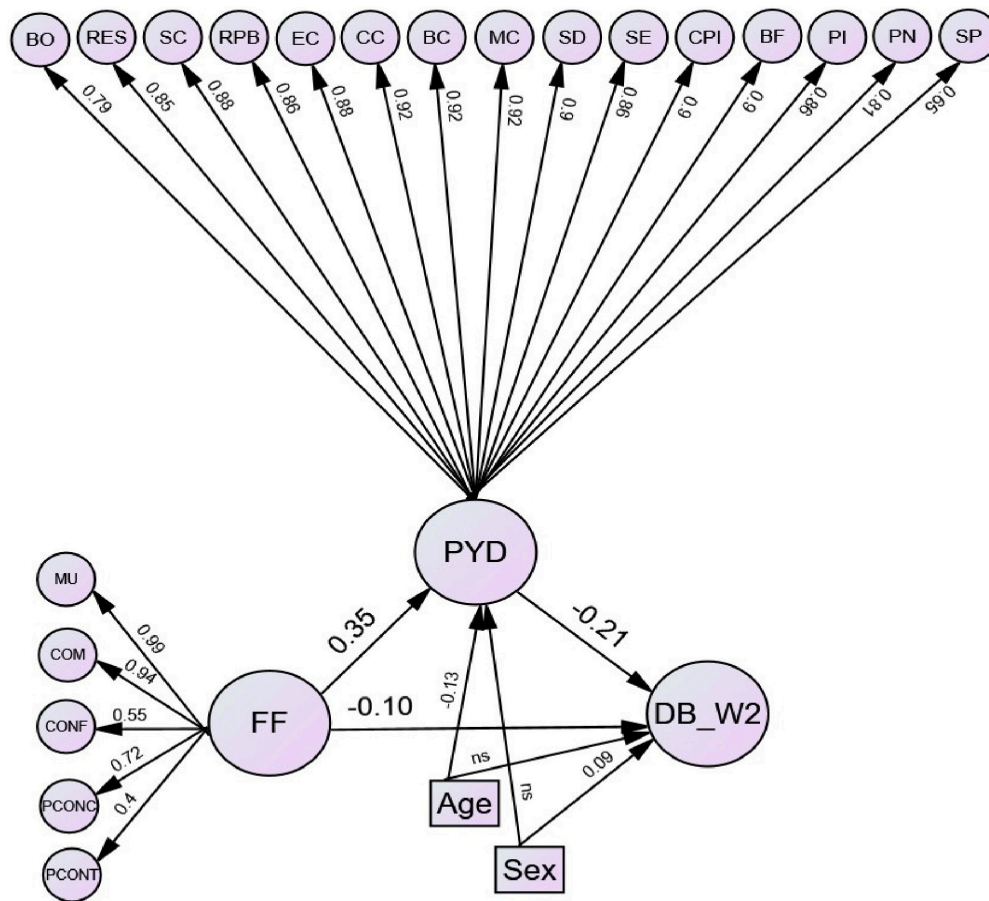 BO RES SC RPB EC CC BC MC SD SE CPI BF PI PN SP
0.79 0.85 0.88 0.86 0.88 0.92 0.92 0.92 0.9 0.86 0.9 0.9 0.86 0.81 0.65
PYD
MU
0.99
0.35
-0.21
COM
0.94
-0.13
CONF
0.55
FF
-0.10
DB_W2
0.72
ns
ns
0.09
PCONC
0.4
Age
PCONT
Sex